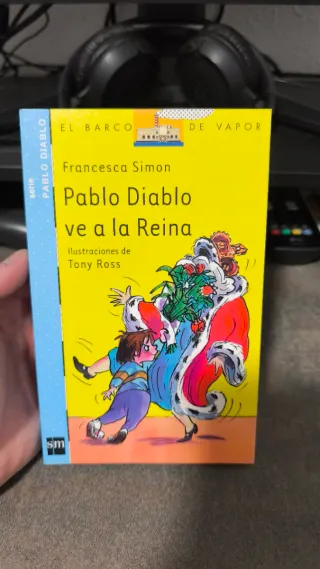 EL BARCO DE VAPOR
serie
PABLO DIABLO
Francesca Simon
Pablo Diablo
ve a la Reina
Ilustraciones de
Tony Ross
sm